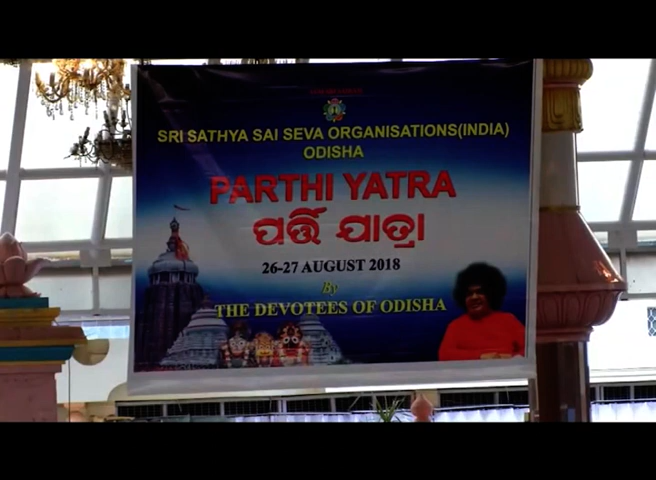 SRI SATHYA SAI SEVA ORGANISATIONS(INDIA)
ODISHA
PARTHI YATRA
ପର୍ତ୍ତି ଯାତ୍ରା
26-27 AUGUST 2018
By
THE DEVOTEES OF ODISHA